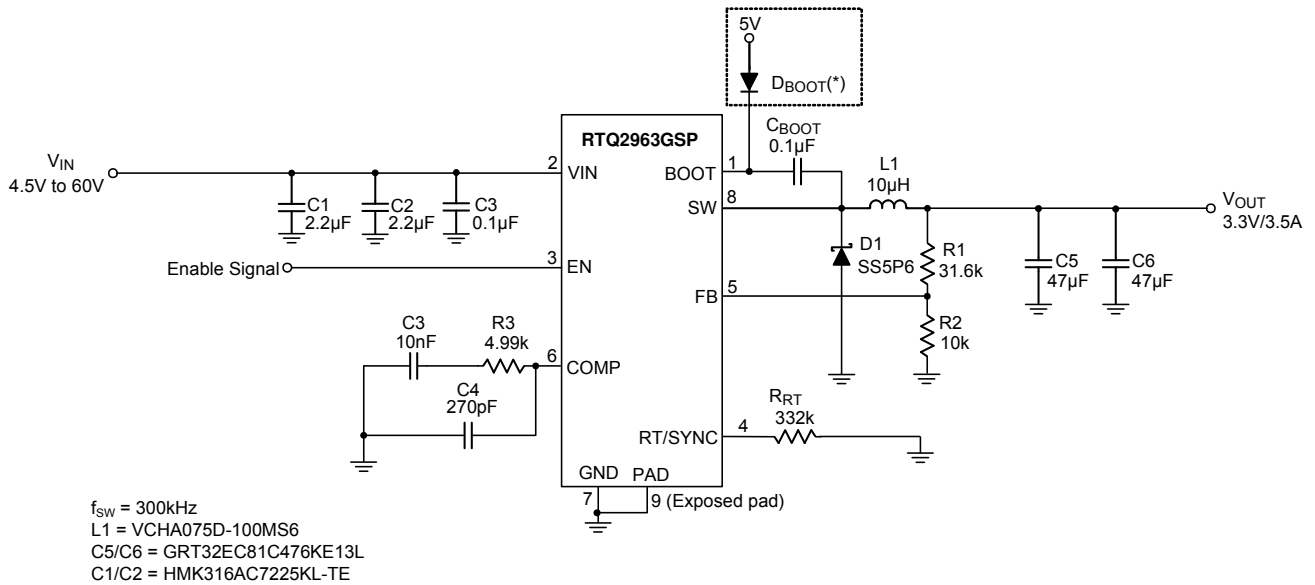 5V
DBOOT(*)
RTQ2963GSP
CBOOT
0.1µF
VIN
4.5V to 60V
2
VIN
BOOT
1
L1
10µH
SW
8
VOUT
3.3V/3.5A
C1
2.2µF
C2
2.2µF
C3
0.1µF
D1
SS5P6
R1
31.6k
C5
47µF
C6
47µF
Enable Signal
3
EN
FB
5
R2
10k
C3
10nF
R3
4.99k
6
COMP
C4
270pF
RRT
332k
RT/SYNC
4
GND
PAD
7
9 (Exposed pad)
fSW = 300kHz
L1 = VCHA075D-100MS6
C5/C6 = GRT32EC81C476KE13L
C1/C2 = HMK316AC7225KL-TE